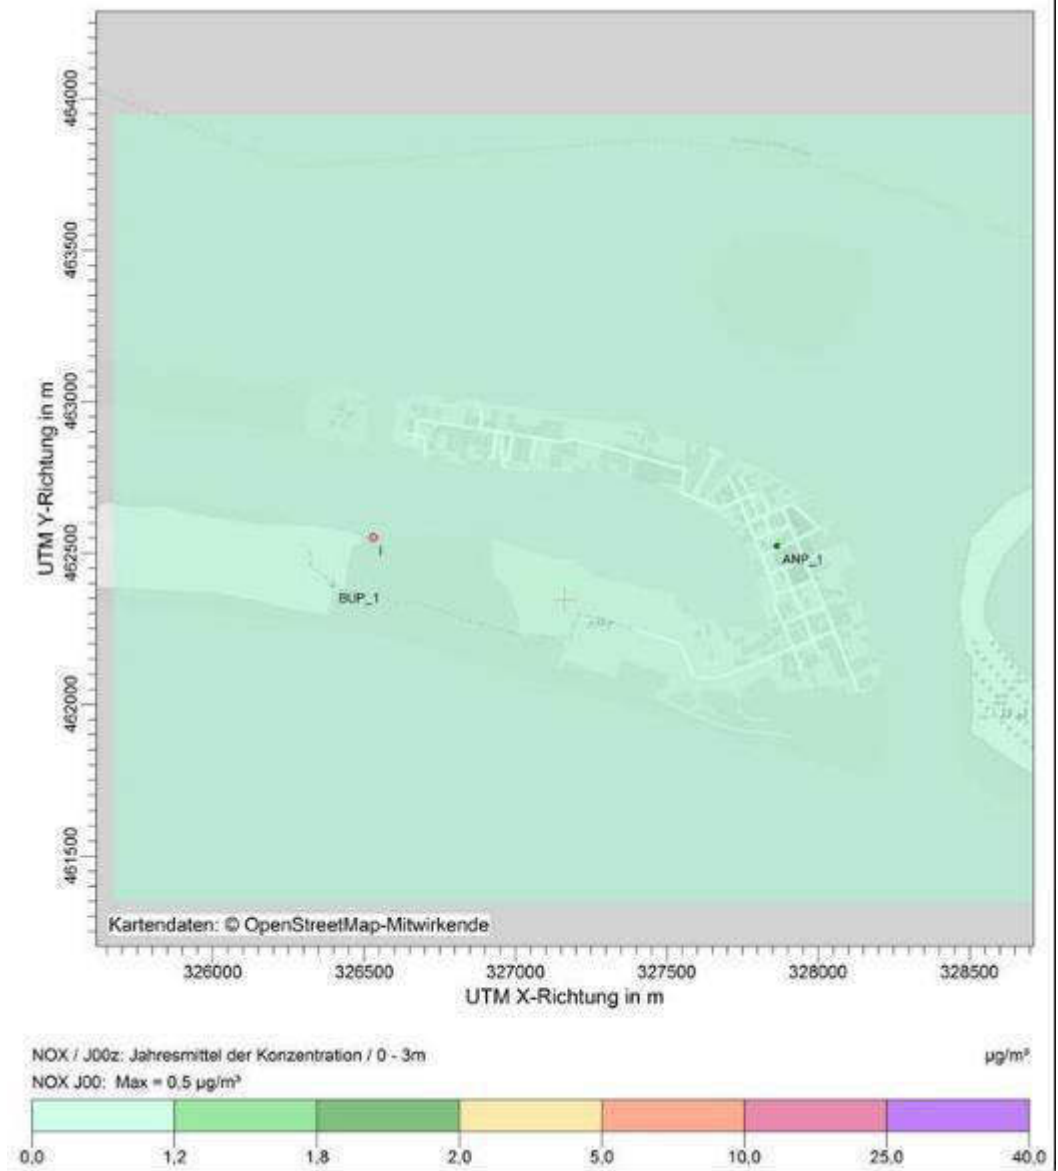 UTM Y-Richtung in m
464000
463500
463000
462500
462000
461500
I
BUP_1
ANP_1
Kartendaten: © OpenStreetMap-Mitwirkende
326000 326500 327000 327500 328000 328500
UTM X-Richtung in m
NOX / J00z: Jahresmittel der Konzentration / 0 - 3m µg/m³
NOX J00: Max = 0,5 µg/m³
0,0 1,2 1,8 2,0 5,0 10,0 25,0 40,0